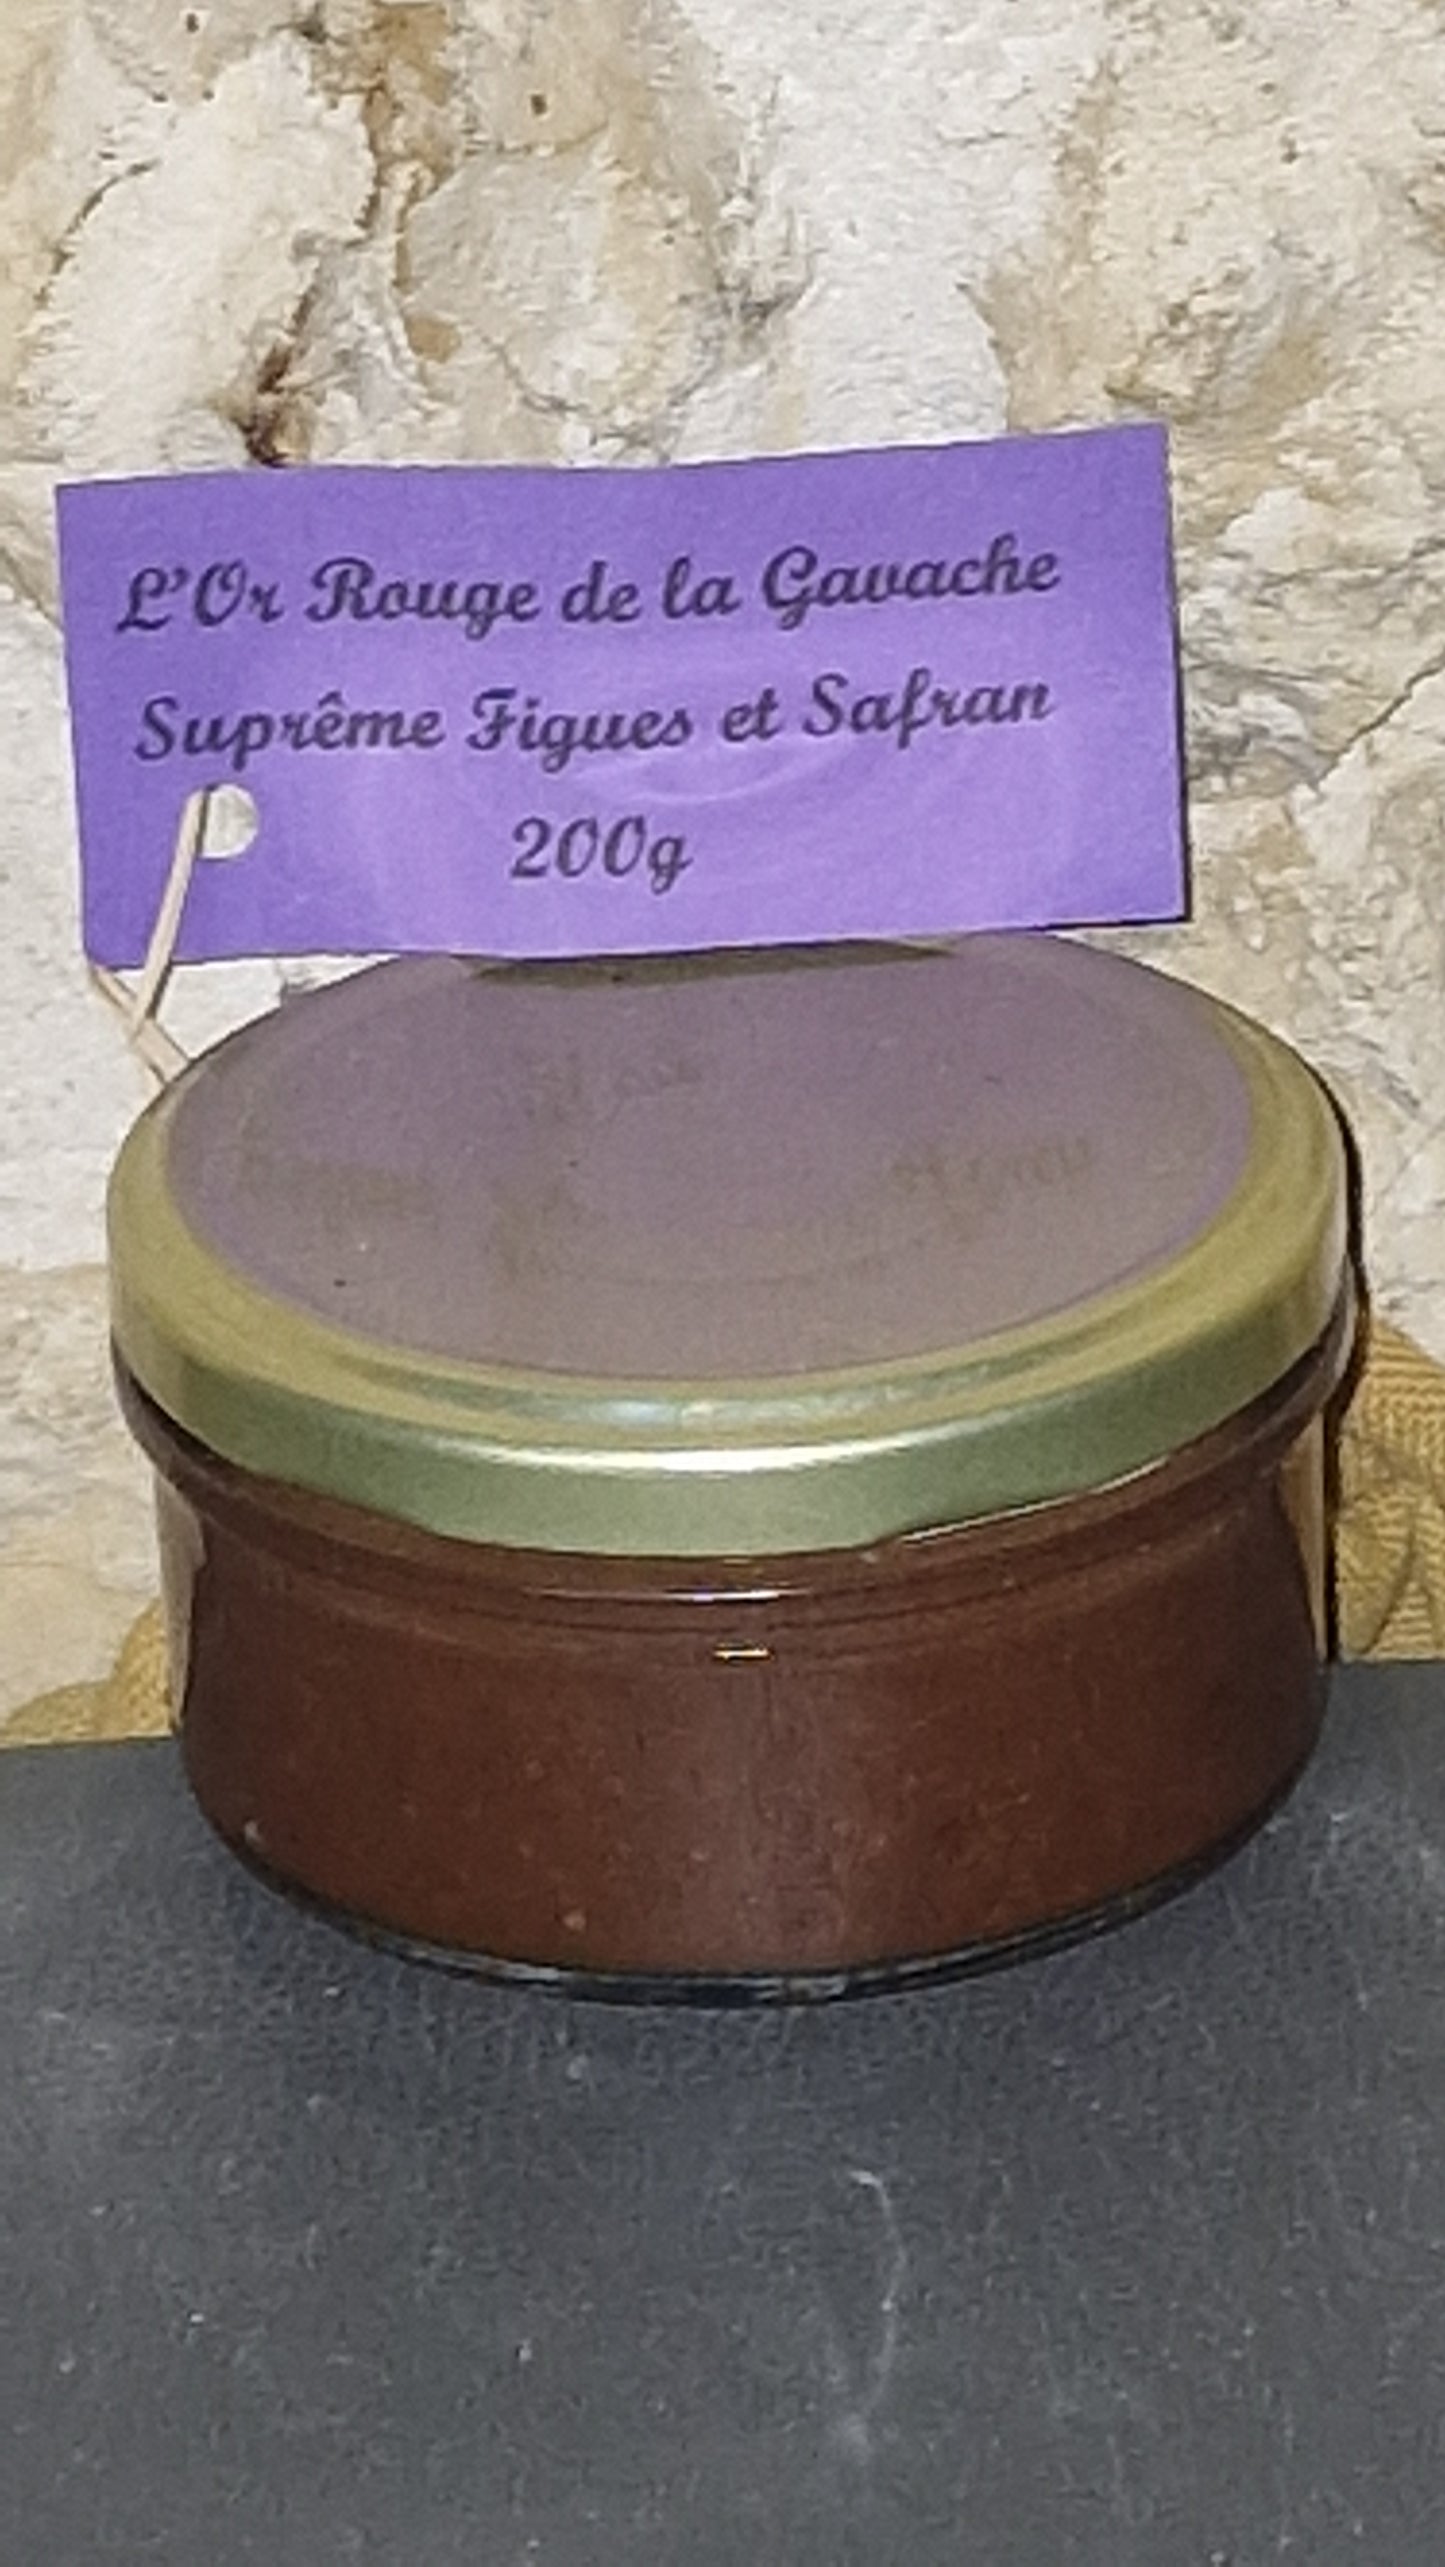 L'Or Rouge de la Gavache
Suprême Figues et Safran
200g